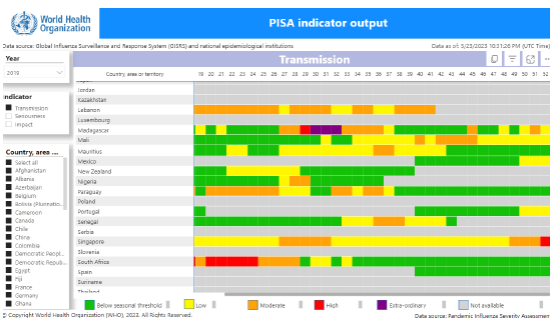 World Health
Organization
PISA indicator output
Data source: Global Influenza Surveillance and Response System (GISRS) and national epidemiological institutions
Data as of: 5/23/2023 10:31:26 PM (UTC Time)
Year
2019
Transmission
Country, area or territory 19 20 21 22 23 24 25 26 27 28 29 30 31 32 33 34 35 36 37 38 39 40 41 42 43 44 45 46 47 48 49 50 51 52
Jordan
Kazakhstan
Lebanon
Luxembourg
Madagascar
Mali
Mauritius
Mexico
New Zealand
Nigeria
Paraguay
Poland
Portugal
Senegal
Serbia
Singapore
Slovenia
South Africa
Spain
Suriname
Thailand
Indicator
Transmission
Seriousness
Impact
Country, area ...
Select all
Afghanistan
Albania
Azerbaijan
Belgium
Bolivia (Plurinatio...
Cameroon
Canada
Chile
China
Colombia
Democratic Peopl...
Democratic Repub...
Egypt
Fiji
France
Germany
Ghana
Below seasonal threshold
Low
Moderate
High
Extra-ordinary
Not available
© Copyright World Health Organization (WHO), 2023. All Rights Reserved.
Data source: Pandemic Influenza Severity Assessment